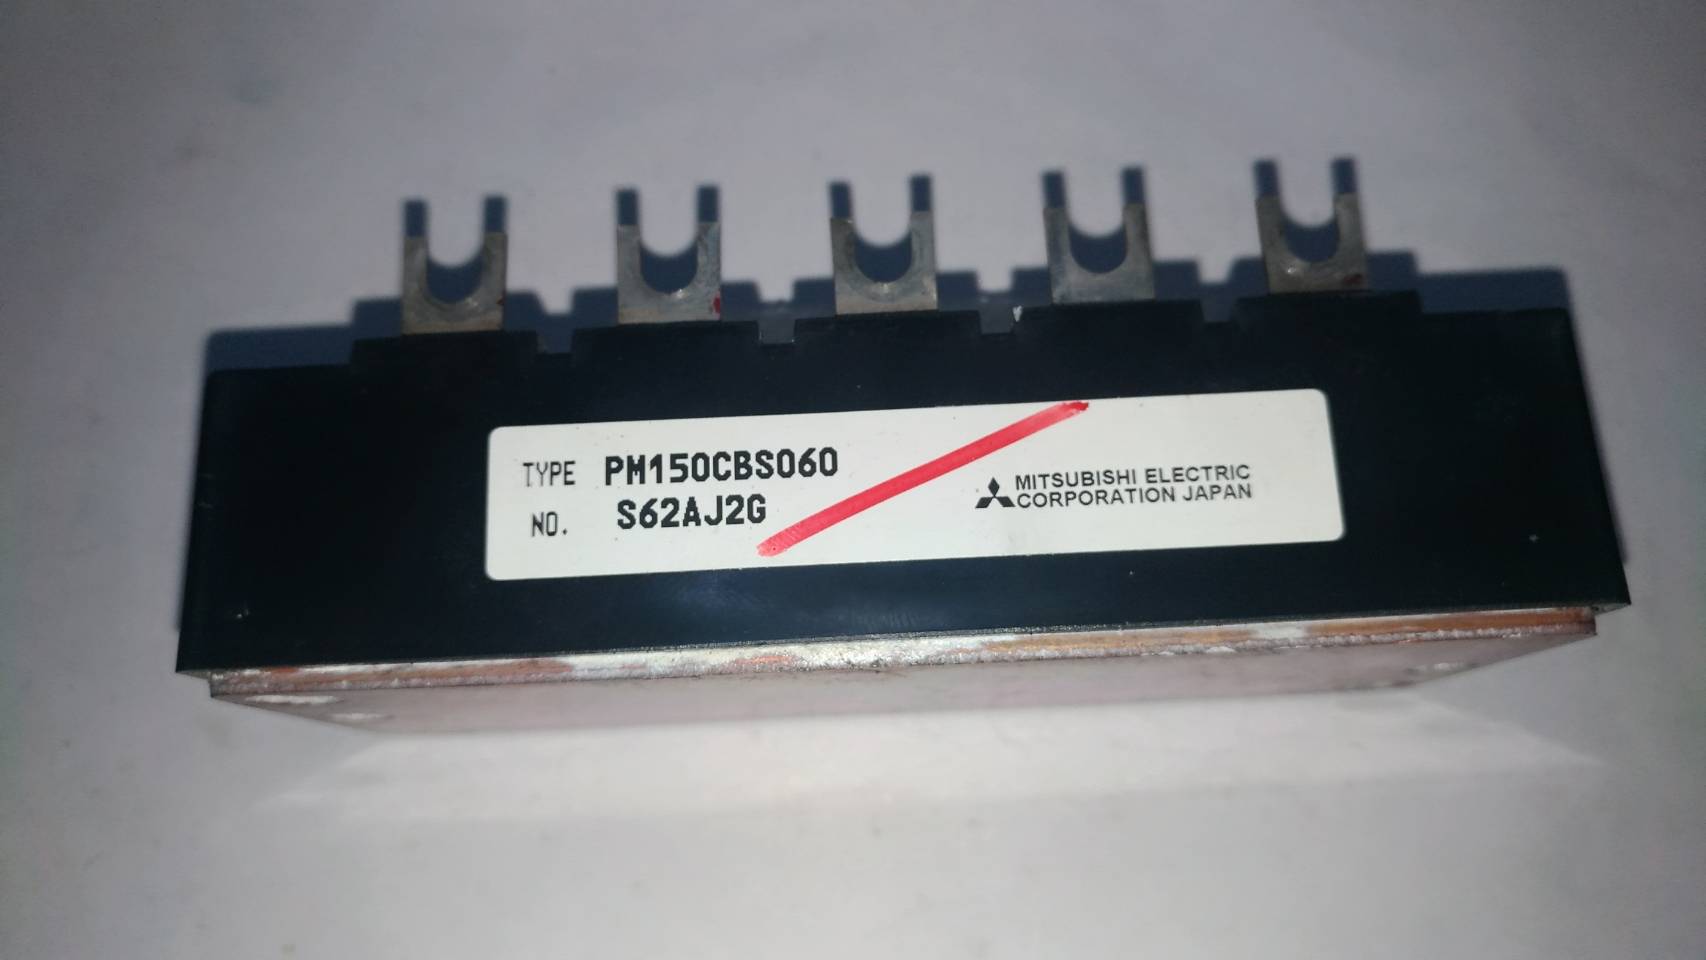 TYPE PM150CBS060
NO. S62AJ2G
MITSUBISHI ELECTRIC
CORPORATION JAPAN